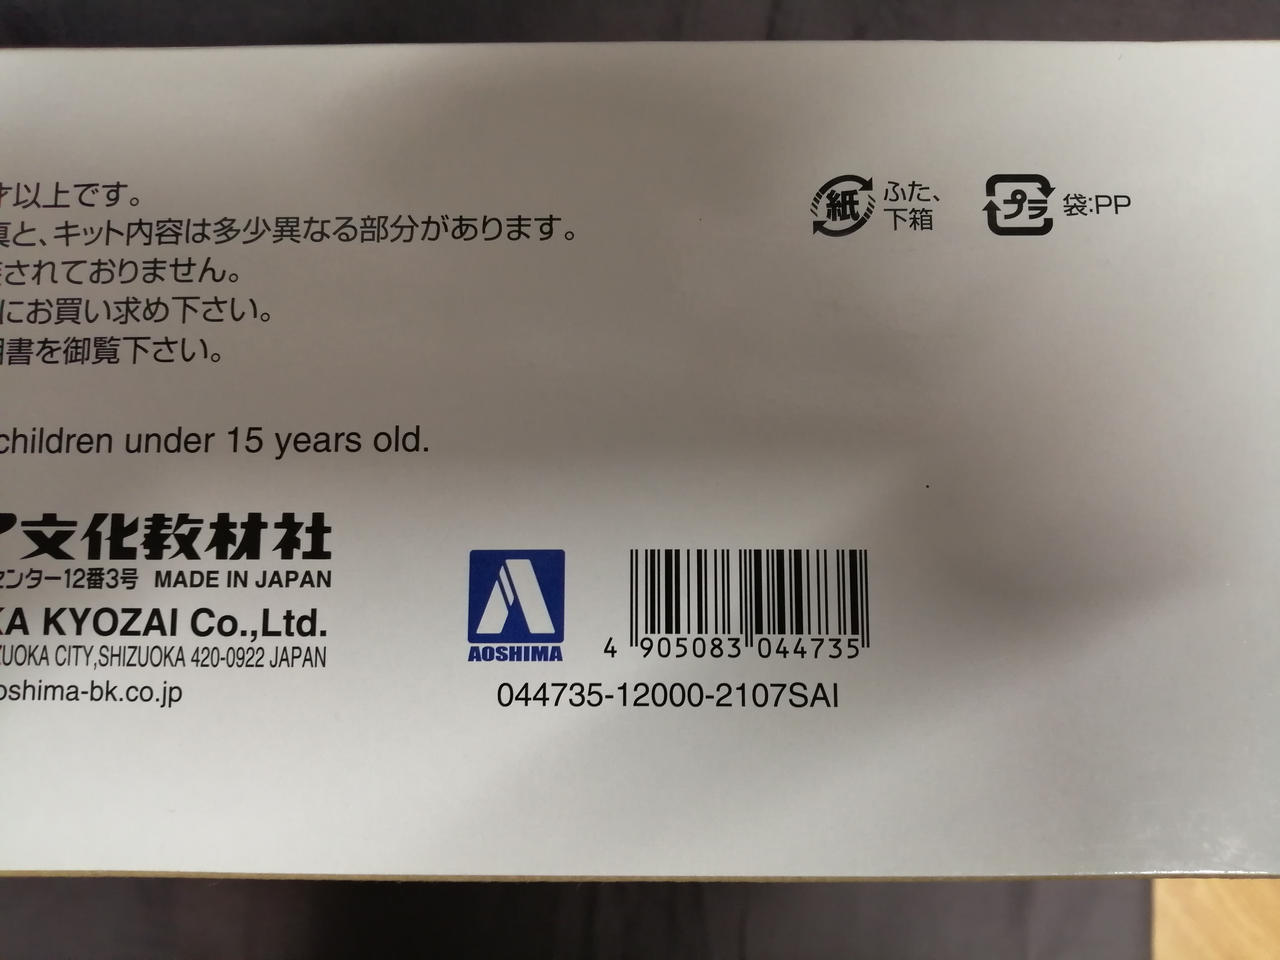 才以上です。
真と、キット内容は多少異なる部分があります。
されておりません。
にお買い求め下さい。
書を御覧下さい。
children under 15 years old.
ア文化教材社
センター12番3号 MADE IN JAPAN
KA KYOZAI Co.,Ltd.
ZUOKA CITY,SHIZUOKA 420-0922 JAPAN
oshima-bk.co.jp
紙
ふた、
下箱
プラ
袋:PP
AOSHIMA
4 905083 044735
044735-12000-2107SAI